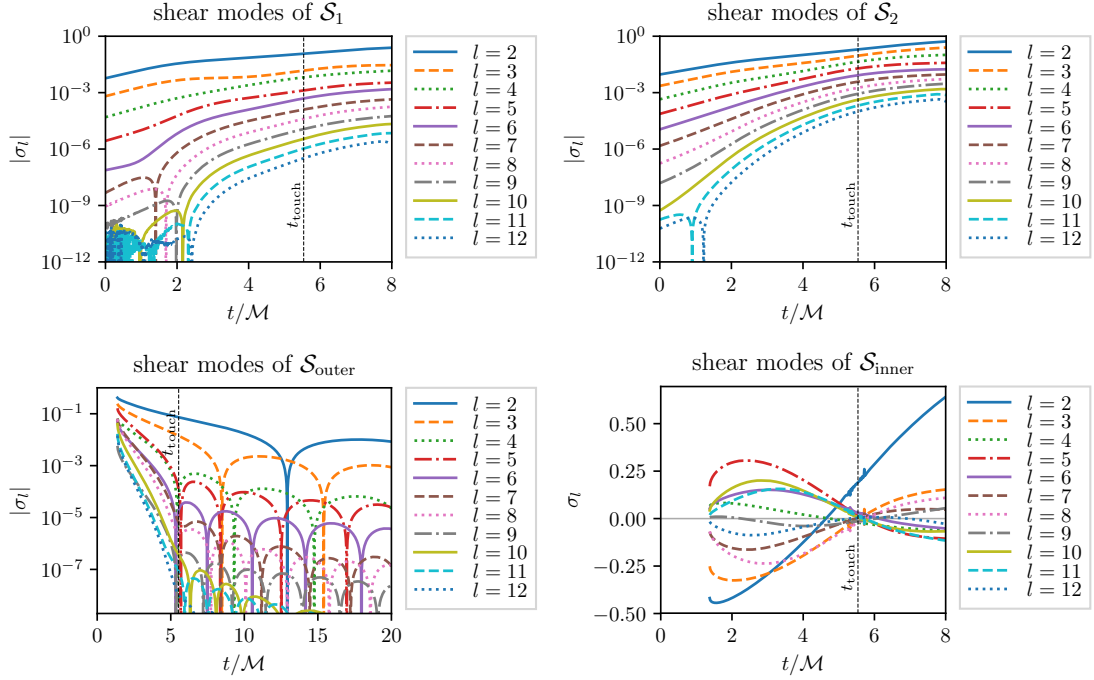 shear modes of 𝒮₁
10⁰
10⁻³
10⁻⁶
10⁻⁹
10⁻¹²
|σₗ|
0 2 4 6 8
t/ℳ
t_touch
l = 2
l = 3
l = 4
l = 5
l = 6
l = 7
l = 8
l = 9
l = 10
l = 11
l = 12
shear modes of 𝒮₂
10⁰
10⁻³
10⁻⁶
10⁻⁹
10⁻¹²
|σₗ|
0 2 4 6 8
t/ℳ
t_touch
l = 2
l = 3
l = 4
l = 5
l = 6
l = 7
l = 8
l = 9
l = 10
l = 11
l = 12
shear modes of 𝒮_outer
10⁻¹
10⁻³
10⁻⁵
10⁻⁷
|σₗ|
0 5 10 15 20
t/ℳ
t_touch
l = 2
l = 3
l = 4
l = 5
l = 6
l = 7
l = 8
l = 9
l = 10
l = 11
l = 12
shear modes of 𝒮_inner
0.50
0.25
0.00
−0.25
−0.50
σₗ
0 2 4 6 8
t/ℳ
t_touch
l = 2
l = 3
l = 4
l = 5
l = 6
l = 7
l = 8
l = 9
l = 10
l = 11
l = 12